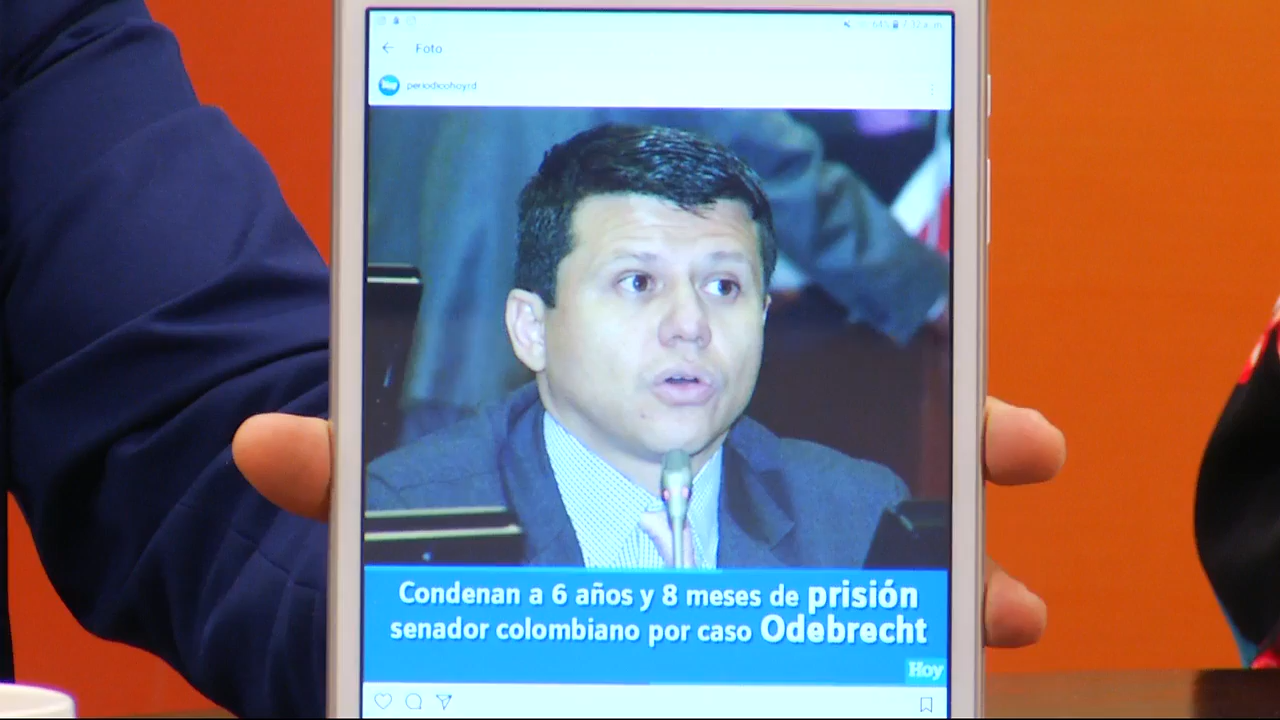 Foto
periodicohoyrd
Condenan a 6 años y 8 meses de prisión
senador colombiano por caso Odebrecht
Hoy